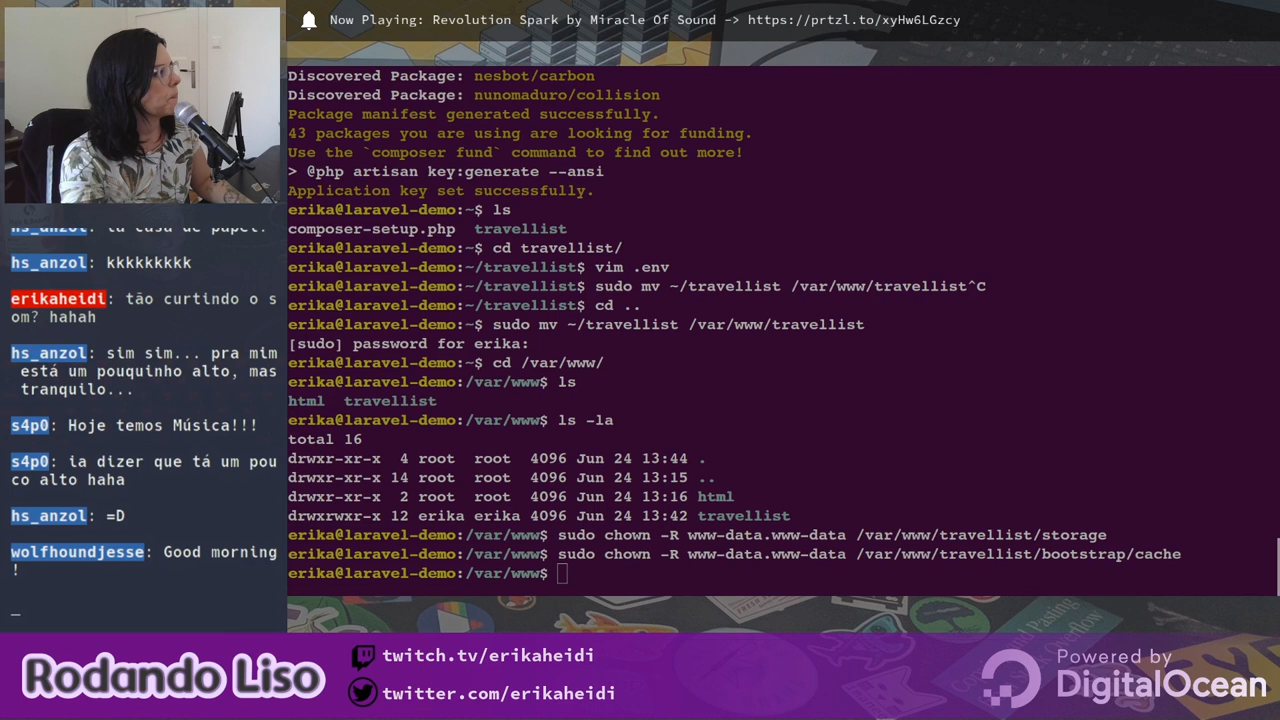 Now Playing: Revolution Spark by Miracle Of Sound -> https://prtzl.to/xyHw6LGzcy
Discovered Package: nesbot/carbon
Discovered Package: nunomaduro/collision
Package manifest generated successfully.
43 packages you are using are looking for funding.
Use the `composer fund` command to find out more!
> @php artisan key:generate --ansi
Application key set successfully.
erika@laravel-demo:~$ ls
composer-setup.php  travellist
erika@laravel-demo:~$ cd travellist/
erika@laravel-demo:~/travellist$ vim .env
erika@laravel-demo:~/travellist$ sudo mv ~/travellist /var/www/travellist^C
erika@laravel-demo:~/travellist$ cd ..
erika@laravel-demo:~$ sudo mv ~/travellist /var/www/travellist
[sudo] password for erika:
erika@laravel-demo:~$ cd /var/www/
erika@laravel-demo:/var/www$ ls
html  travellist
erika@laravel-demo:/var/www$ ls -la
total 16
drwxr-xr-x  4 root  root  4096 Jun 24 13:44 .
drwxr-xr-x 14 root  root  4096 Jun 24 13:15 ..
drwxr-xr-x  2 root  root  4096 Jun 24 13:16 html
drwxrwxrwx 12 erika erika 4096 Jun 24 13:42 travellist
erika@laravel-demo:/var/www$ sudo chown -R www-data.www-data /var/www/travellist/storage
erika@laravel-demo:/var/www$ sudo chown -R www-data.www-data /var/www/travellist/bootstrap/cache
erika@laravel-demo:/var/www$
hs_anzol: la casa de papel?
hs_anzol: kkkkkkkkk
erikaheidi: tão curtindo o s
om? hahah
hs_anzol: sim sim... pra mim
está um pouquinho alto, mas
tranquilo...
s4p0: Hoje temos Música!!!
s4p0: ia dizer que tá um pou
co alto haha
hs_anzol: =D
wolfhoundjesse: Good morning
!
_
Rodando Liso
twitch.tv/erikaheidi
twitter.com/erikaheidi
Powered by
DigitalOcean